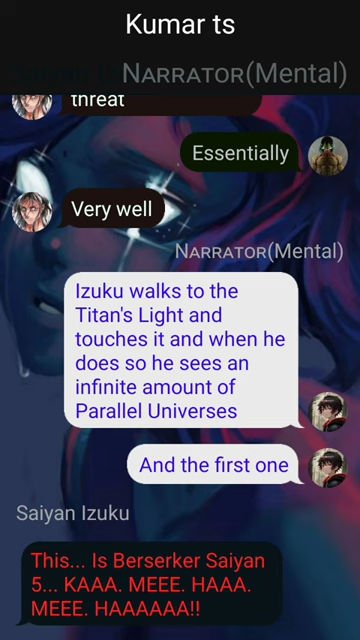 Kumar ts
Narrator(Mental)
threat
Essentially
Very well
Narrator(Mental)
Izuku walks to the
Titan's Light and
touches it and when he
does so he sees an
infinite amount of
Parallel Universes
And the first one
Saiyan Izuku
This... Is Berserker Saiyan
5... KAAA. MEEE. HAAA.
MEEE. HAAAAAA!!